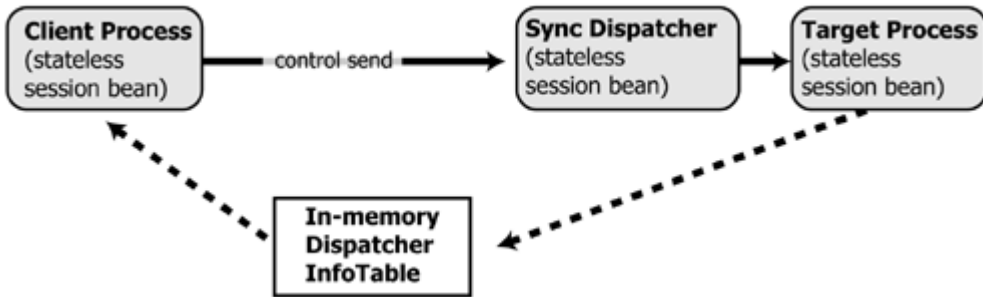 Client Process
(stateless
session bean)
control send
Sync Dispatcher
(stateless
session bean)
Target Process
(stateless
session bean)
In-memory
Dispatcher
InfoTable